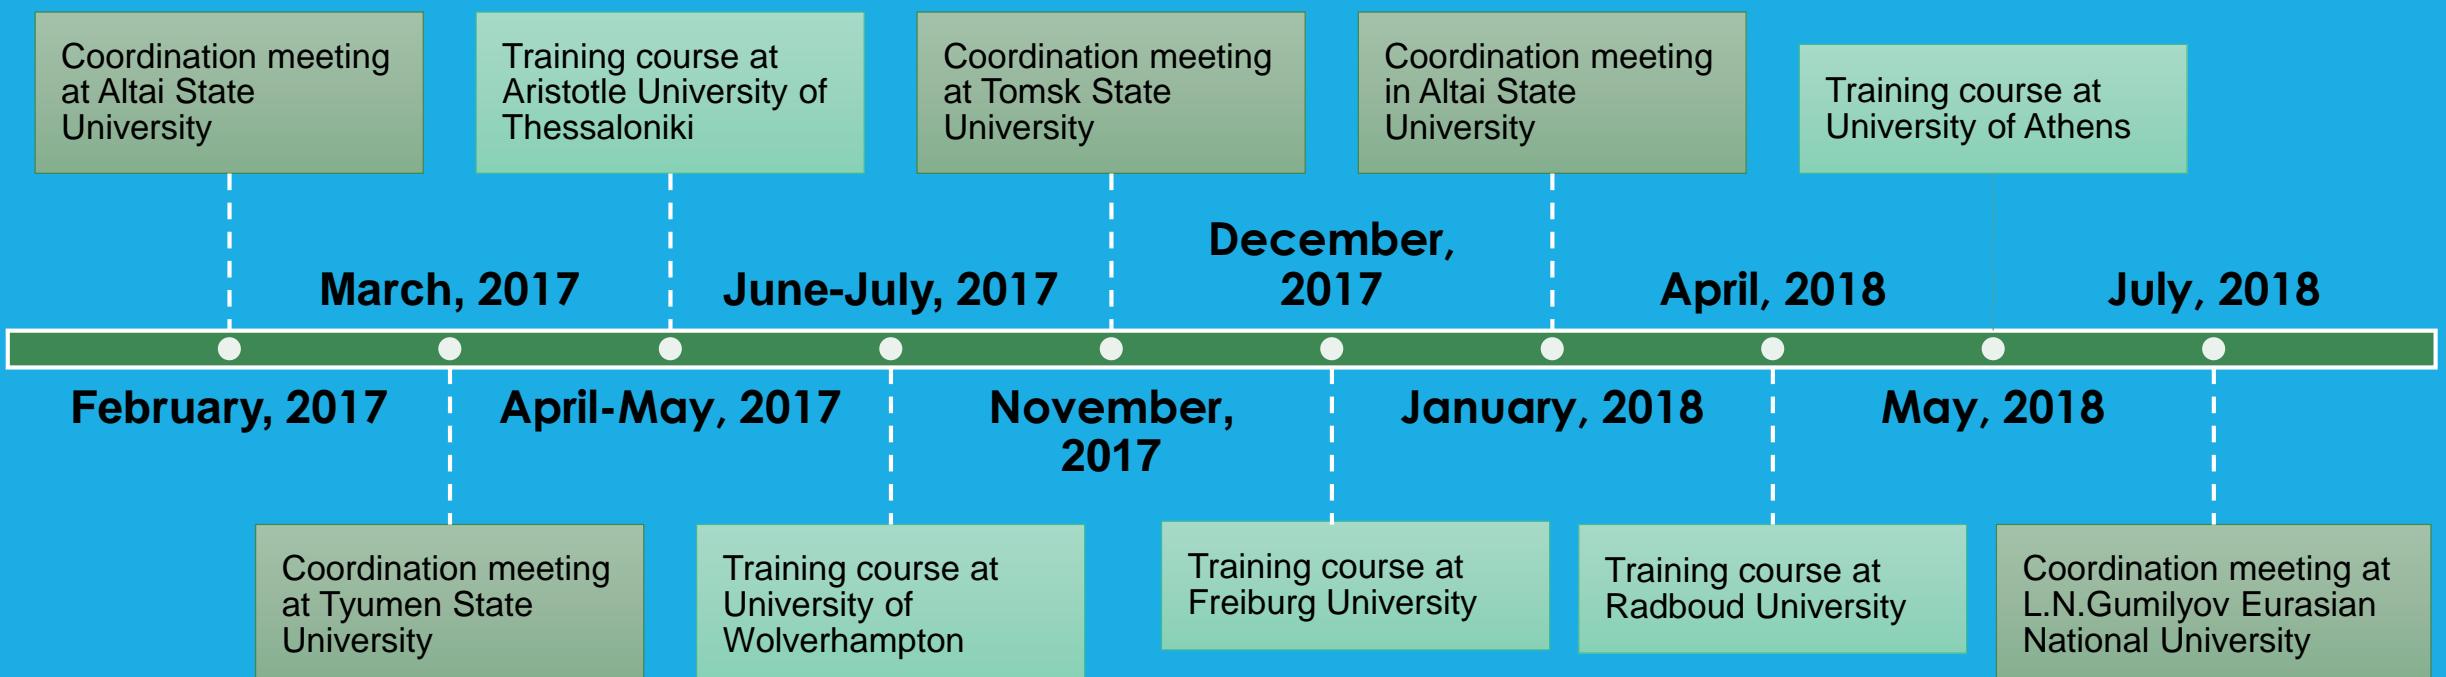 Coordination meeting
at Altai State
University
Training course at
Aristotle University of
Thessaloniki
Coordination meeting
at Tomsk State
University
Coordination meeting
in Altai State
University
Training course at
University of Athens
March, 2017
June-July, 2017
December,
2017
April, 2018
July, 2018
February, 2017
April-May, 2017
November,
2017
January, 2018
May, 2018
Coordination meeting
at Tyumen State
University
Training course at
University of
Wolverhampton
Training course at
Freiburg University
Training course at
Radboud University
Coordination meeting at
L.N.Gumilyov Eurasian
National University